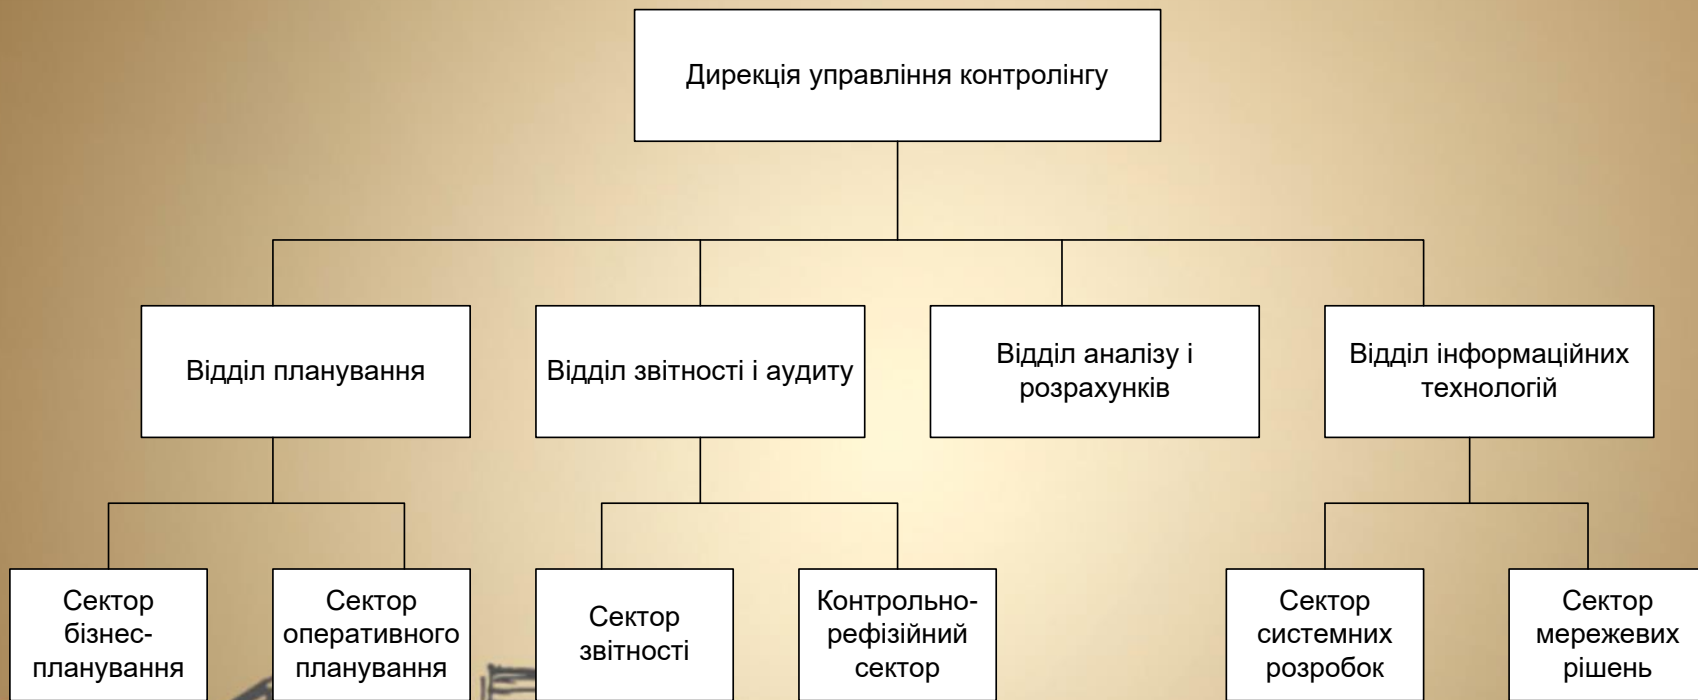 Дирекція управління контролінгу
Відділ планування
Відділ звітності і аудиту
Відділ аналізу і
розрахунків
Відділ інформаційних
технологій
Сектор
бізнес-
планування
Сектор
оперативного
планування
Сектор
звітності
Контрольно-
рефізійний
сектор
Сектор
системних
розробок
Сектор
мережевих
рішень